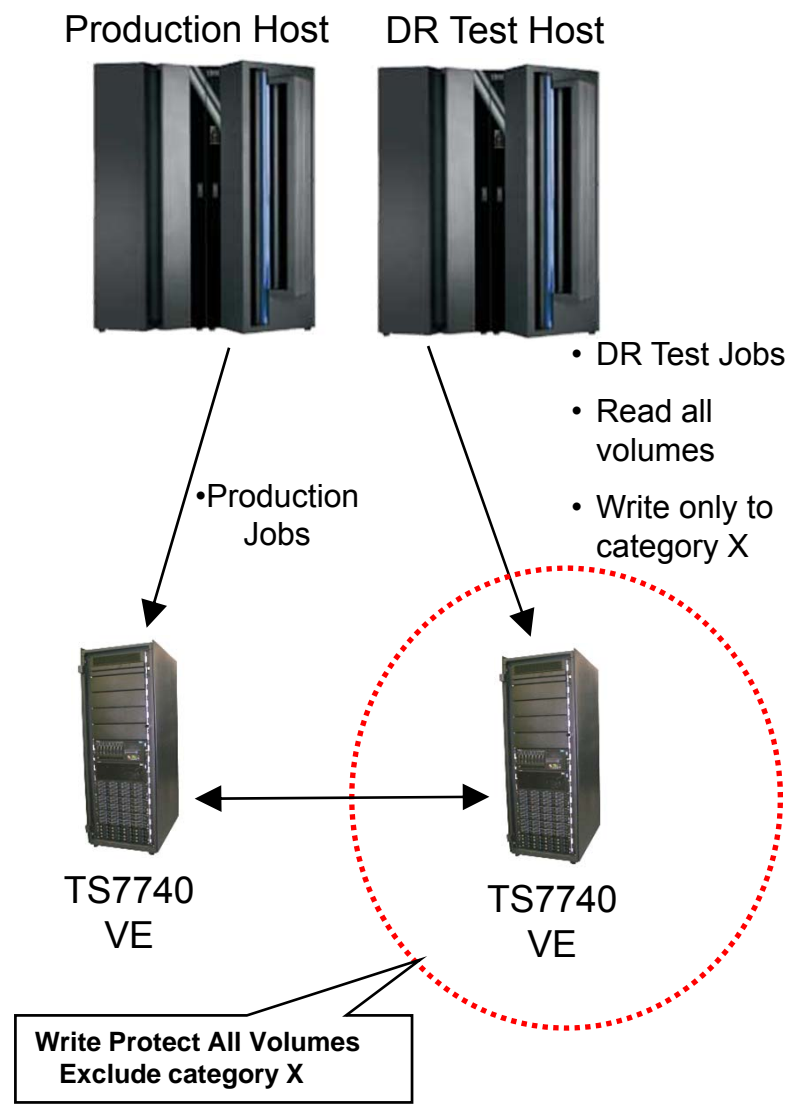 Production Host
DR Test Host
• DR Test Jobs
• Read all
volumes
• Write only to
category X
•Production
Jobs
TS7740
VE
TS7740
VE
Write Protect All Volumes
Exclude category X